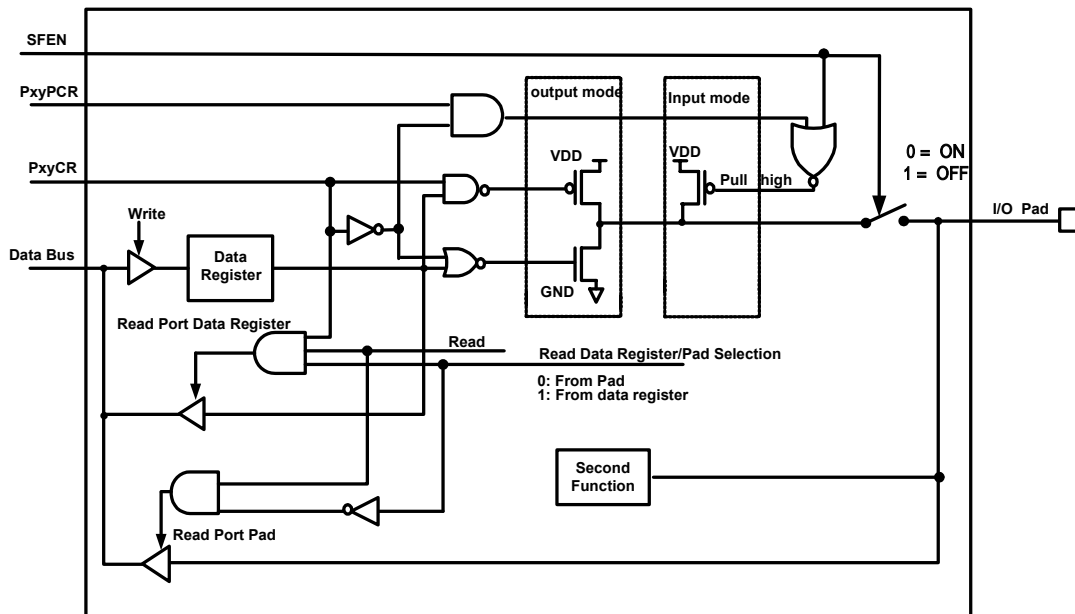 SFEN
PxyPCR
output mode
Input mode
VDD
VDD
Pull high
0 = ON
1 = OFF
PxyCR
I/O Pad
Write
Data Bus
Data
Register
GND
Read Port Data Register
Read
Read Data Register/Pad Selection
0: From Pad
1: From data register
Second
Function
Read Port Pad